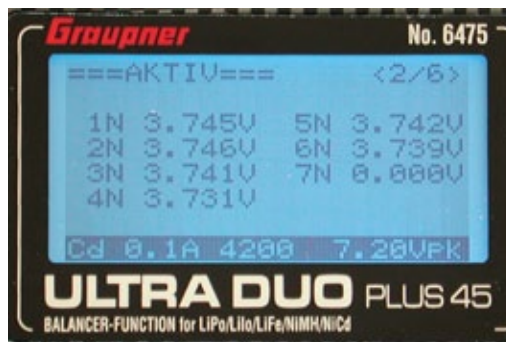 Graupner No. 6475
===AKTIV=== <2/6>
1N 3.745V 5N 3.742V
2N 3.746V 6N 3.739V
3N 3.741V 7N 0.000V
4N 3.731V
Cd 0.1A 4200 7.20Vpk
ULTRA DUO PLUS 45
BALANCER-FUNCTION for LiPo/LiIo/LiFe/NiMH/NiCd